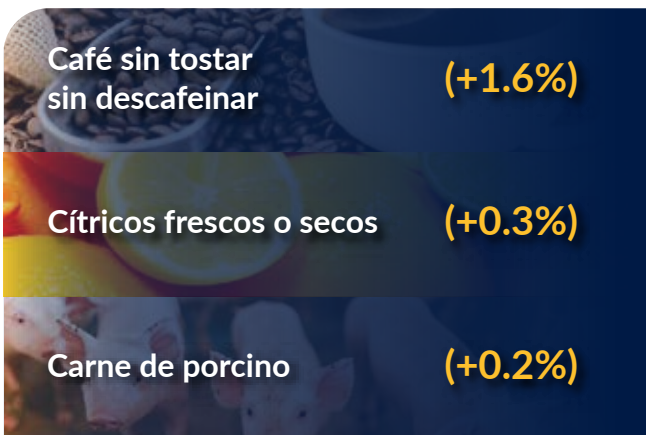 Café sin tostar
sin descafeinar
(+1.6%)
Cítricos frescos o secos
(+0.3%)
Carne de porcino
(+0.2%)